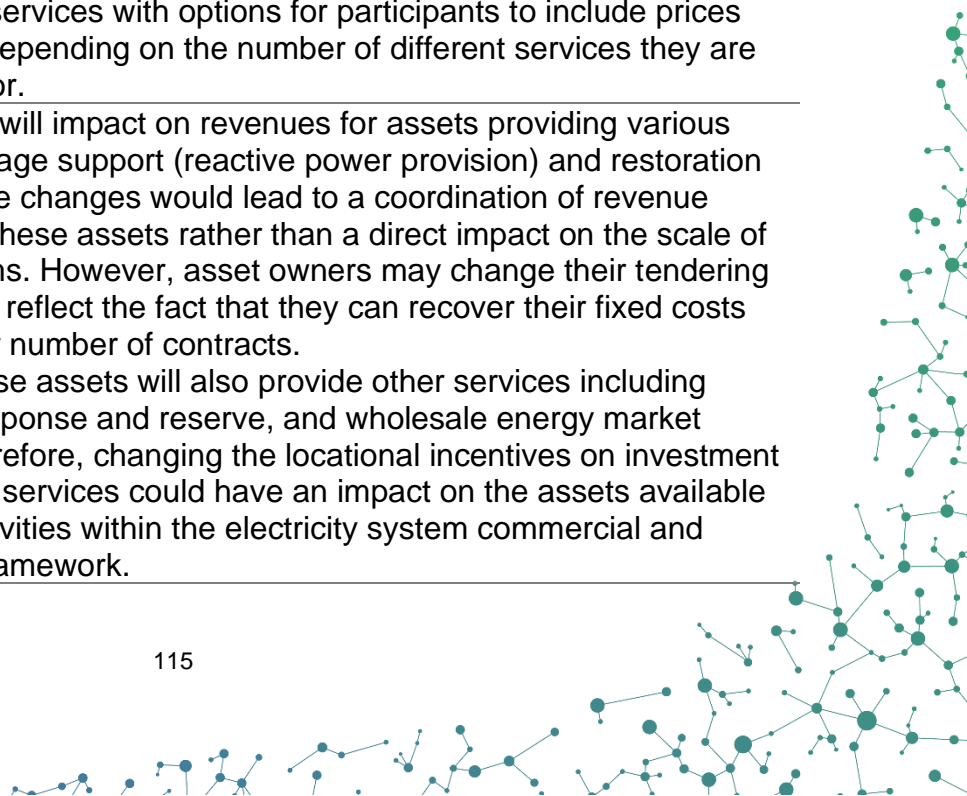 services with options for participants to include prices
epending on the number of different services they are
or.
will impact on revenues for assets providing various
age support (reactive power provision) and restoration
e changes would lead to a coordination of revenue
hese assets rather than a direct impact on the scale of
ns. However, asset owners may change their tendering
reflect the fact that they can recover their fixed costs
r number of contracts.
se assets will also provide other services including
ponse and reserve, and wholesale energy market
refore, changing the locational incentives on investment
services could have an impact on the assets available
vities within the electricity system commercial and
amework.
115